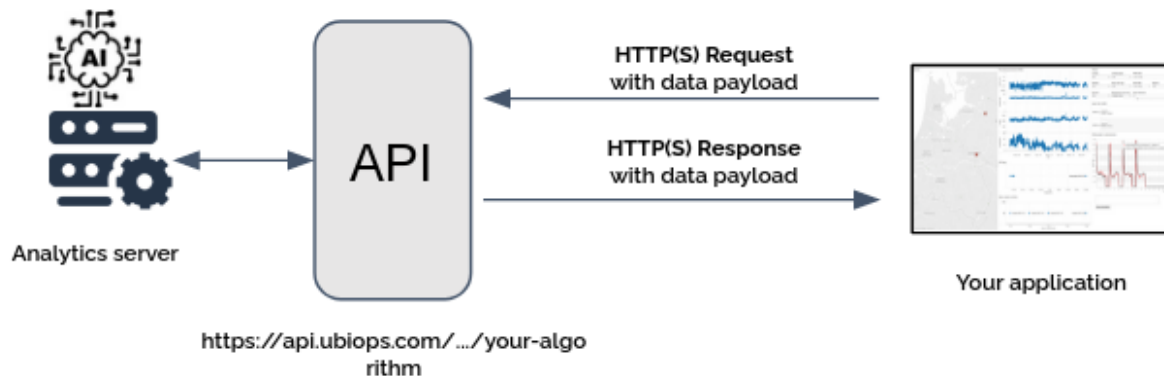 AI
HTTP(S) Request
with data payload
API
HTTP(S) Response
with data payload
Analytics server
Your application
https://api.ubiops.com/.../your-algo
rithm